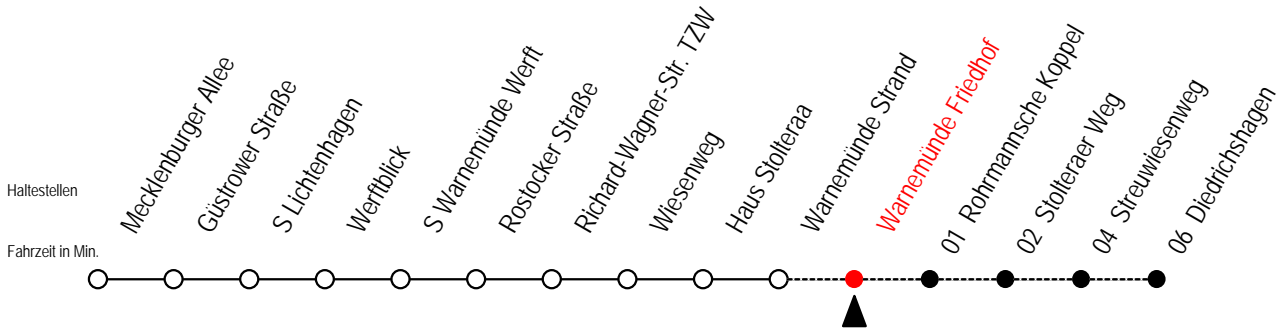 Haltestellen
Fahrzeit in Min.
Mecklenburger Allee
Güstrower Straße
S Lichtenhagen
Werftblick
S Warnemünde Werft
Rostocker Straße
Richard-Wagner-Str. TZW
Wiesenweg
Haus Stolteraa
Warnemünde Strand
Warnemünde Friedhof
01 Rohrmannsche Koppel
02 Stolteraer Weg
04 Streuwiesenweg
06 Diedrichshagen